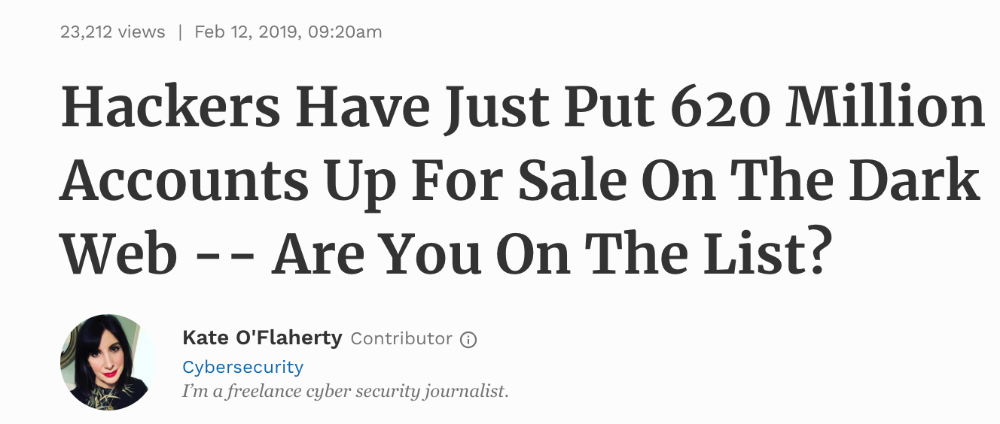 23,212 views | Feb 12, 2019, 09:20am
Hackers Have Just Put 620 Million
Accounts Up For Sale On The Dark
Web -- Are You On The List?
Kate O'Flaherty Contributor
Cybersecurity
I'm a freelance cyber security journalist.